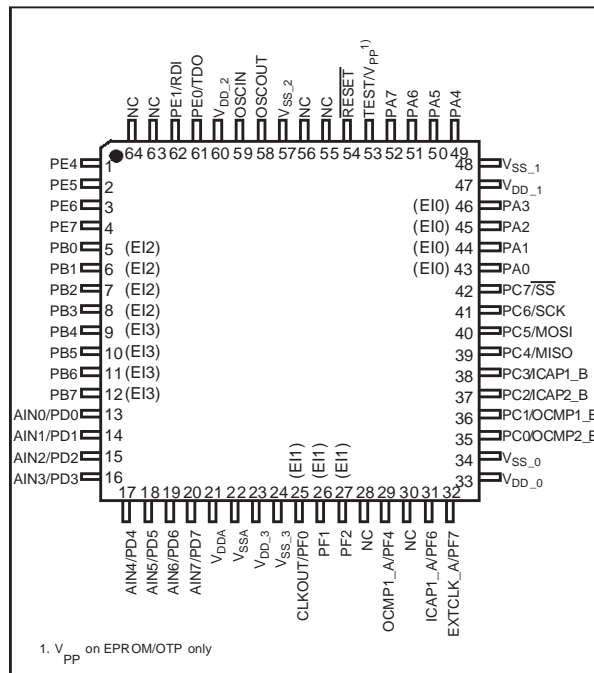 NC
NC
PE1/RDI
PE0/TDO
VDD_2
OSCIN
OSCOUT
VSS_2
NC
NC
RESET
TEST/VPP1)
PA7
PA6
PA5
PA4
64 63 62 61 60 59 58 57 56 55 54 53 52 51 50 49
PE4 1
PE5 2
PE6 3
PE7 4
PB0 5 (EI2)
PB1 6 (EI2)
PB2 7 (EI2)
PB3 8 (EI2)
PB4 9 (EI3)
PB5 10 (EI3)
PB6 11 (EI3)
PB7 12 (EI3)
AIN0/PD0 13
AIN1/PD1 14
AIN2/PD2 15
AIN3/PD3 16
48 VSS_1
47 VDD_1
(EI0) 46 PA3
(EI0) 45 PA2
(EI0) 44 PA1
(EI0) 43 PA0
42 PC7/SS
41 PC6/SCK
40 PC5/MOSI
39 PC4/MISO
38 PC3/ICAP1_B
37 PC2/ICAP2_B
36 PC1/OCMP1_B
35 PC0/OCMP2_B
34 VSS_0
33 VDD_0
(EI1)
(EI1)
(EI1)
17 18 19 20 21 22 23 24 25 26 27 28 29 30 31 32
AIN4/PD4
AIN5/PD5
AIN6/PD6
AIN7/PD7
VDDA
VSSA
VDD_3
VSS_3
CLKOUT/PF0
PF1
PF2
NC
OCMP1_A/PF4
NC
ICAP1_A/PF6
EXTCLK_A/PF7
1. VPP on EPROM/OTP only